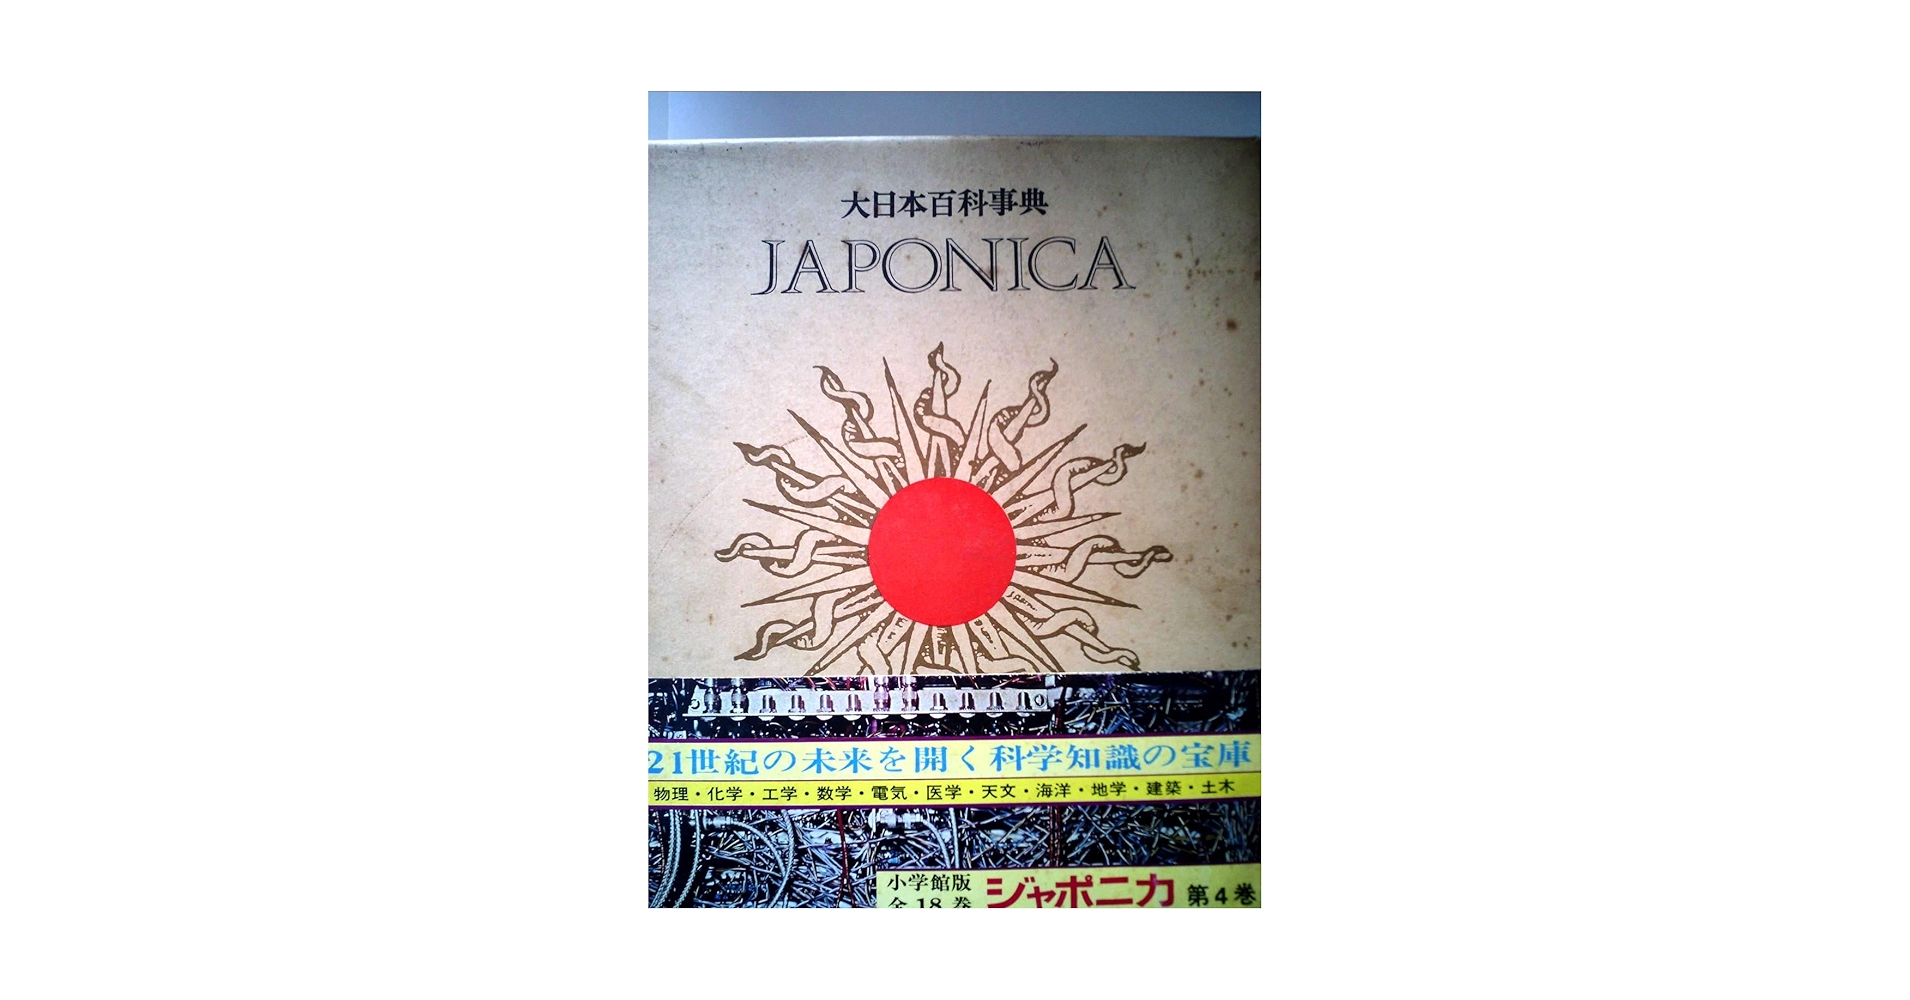 大日本百科事典
JAPONICA
21世紀の未来を開く科学知識の宝庫
物理・化学・工学・数学・電気・医学・天文・海洋・地学・建築・土木
小学館版
全18巻
ジャポニカ 第4巻